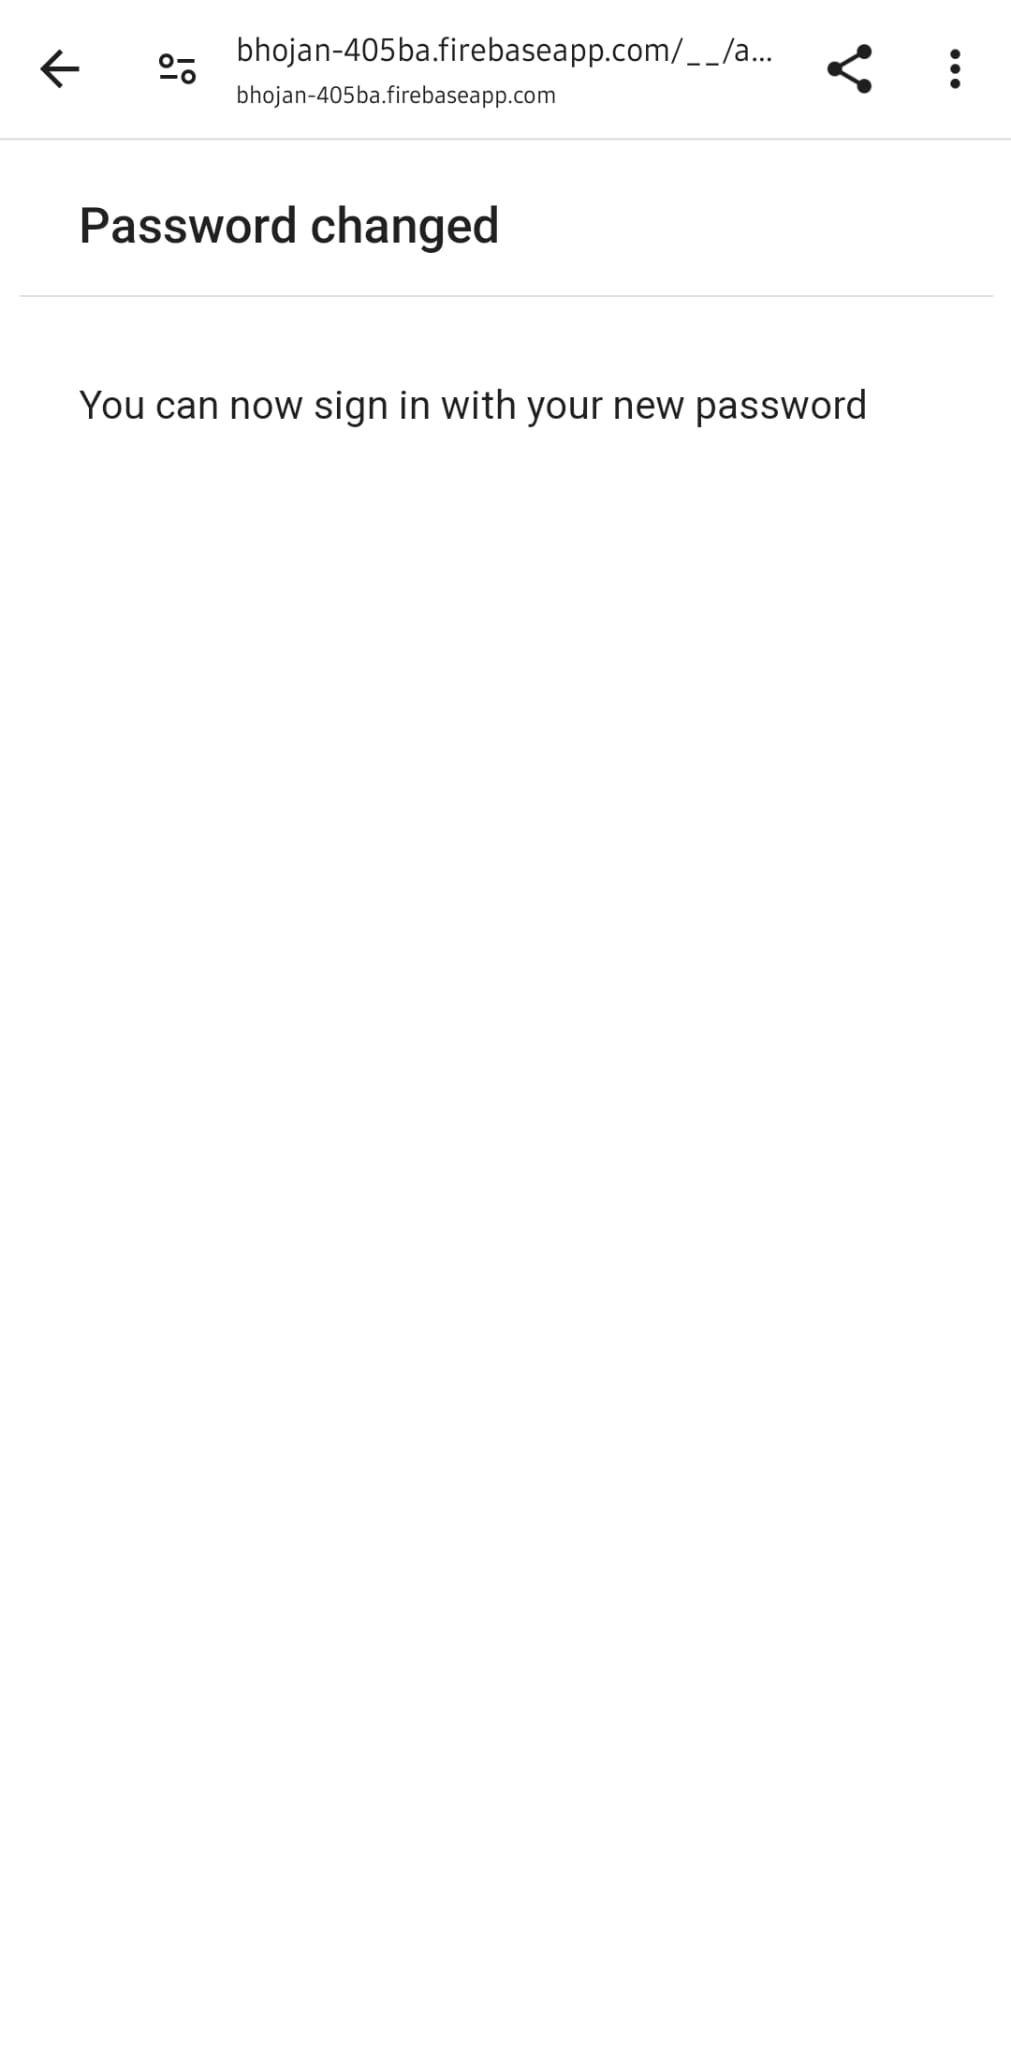 bhojan-405ba.firebaseapp.com/__/a...
bhojan-405ba.firebaseapp.com
Password changed
You can now sign in with your new password